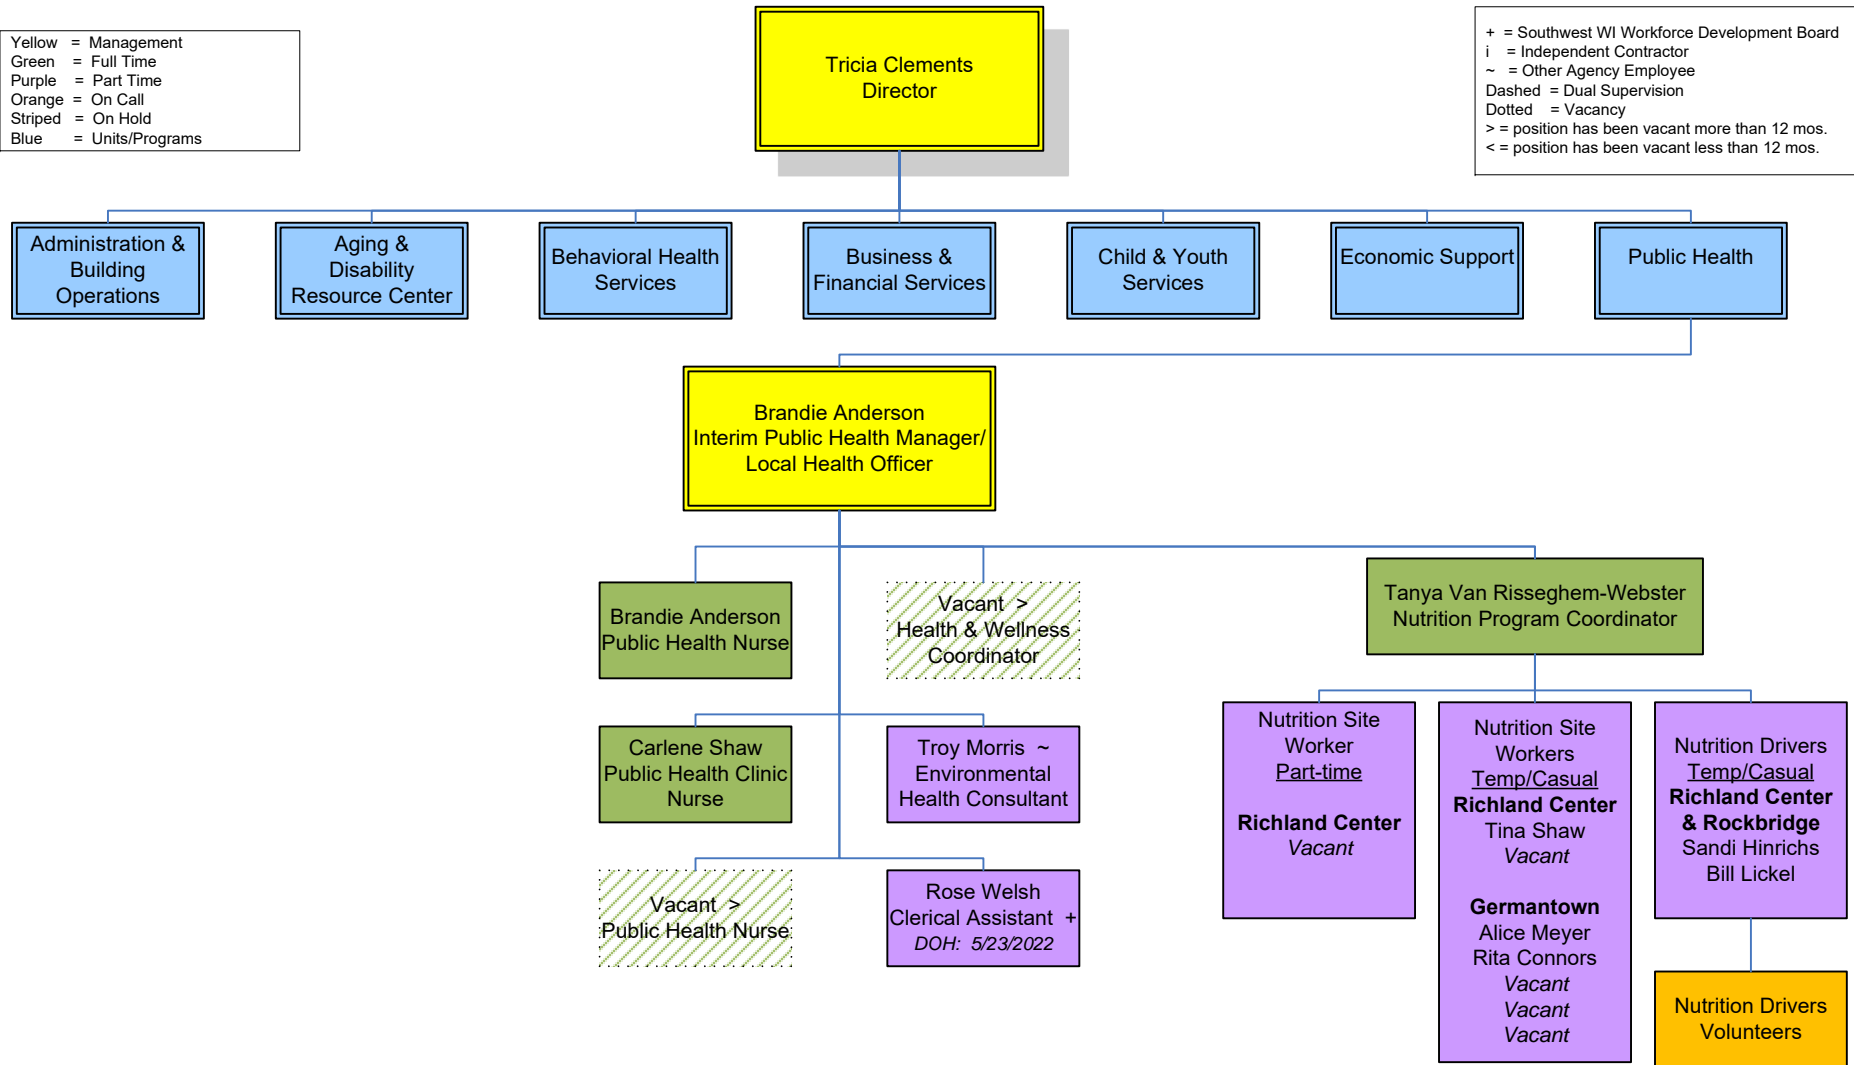 Yellow = Management
Green = Full Time
Purple = Part Time
Orange = On Call
Striped = On Hold
Blue = Units/Programs
Tricia Clements
Director
+ = Southwest WI Workforce Development Board
i = Independent Contractor
~ = Other Agency Employee
Dashed = Dual Supervision
Dotted = Vacancy
> = position has been vacant more than 12 mos.
< = position has been vacant less than 12 mos.
Administration &
Building
Operations
Aging &
Disability
Resource Center
Behavioral Health
Services
Business &
Financial Services
Child & Youth
Services
Economic Support
Public Health
Brandie Anderson
Interim Public Health Manager/
Local Health Officer
Brandie Anderson
Public Health Nurse
Vacant >
Health & Wellness
Coordinator
Tanya Van Risseghem-Webster
Nutrition Program Coordinator
Carlene Shaw
Public Health Clinic
Nurse
Troy Morris ~
Environmental
Health Consultant
Vacant >
Public Health Nurse
Rose Welsh
Clerical Assistant +
DOH: 5/23/2022
Nutrition Site
Worker
Part-time
Richland Center
Vacant
Nutrition Site
Workers
Temp/Casual
Richland Center
Tina Shaw
Vacant
Germantown
Alice Meyer
Rita Connors
Vacant
Vacant
Vacant
Nutrition Drivers
Temp/Casual
Richland Center
& Rockbridge
Sandi Hinrichs
Bill Lickel
Nutrition Drivers
Volunteers